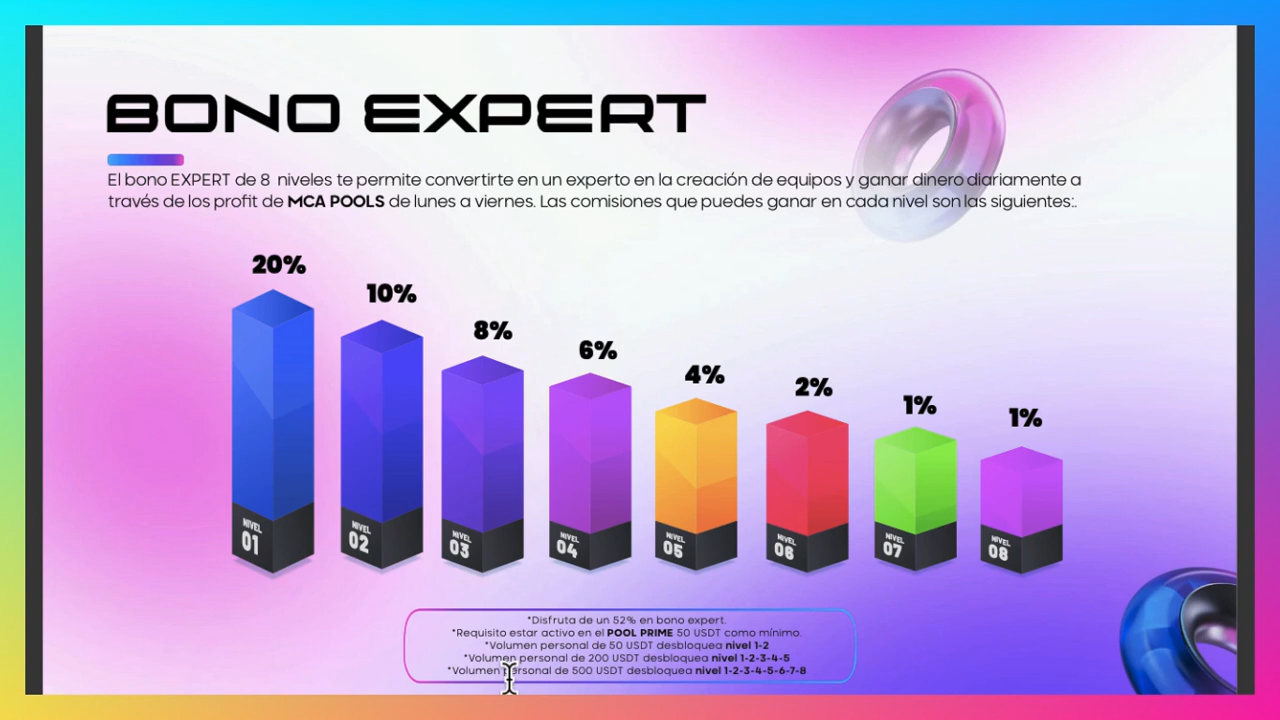 BONO EXPERT
El bono EXPERT de 8 niveles te permite convertirte en un experto en la creación de equipos y ganar dinero diariamente a
través de los profit de MCA POOLS de lunes a viernes. Las comisiones que puedes ganar en cada nivel son las siguientes:.
20%
10%
8%
6%
4%
2%
1%
1%
NIVEL
01
NIVEL
02
NIVEL
03
NIVEL
04
NIVEL
05
NIVEL
06
NIVEL
07
NIVEL
08
*Disfruta de un 52% en bono expert.
*Requisito estar activo en el POOL PRIME 50 USDT como mínimo.
*Volumen personal de 50 USDT desbloquea nivel 1-2
*Volumen personal de 200 USDT desbloquea nivel 1-2-3-4-5
*Volumen personal de 500 USDT desbloquea nivel 1-2-3-4-5-6-7-8